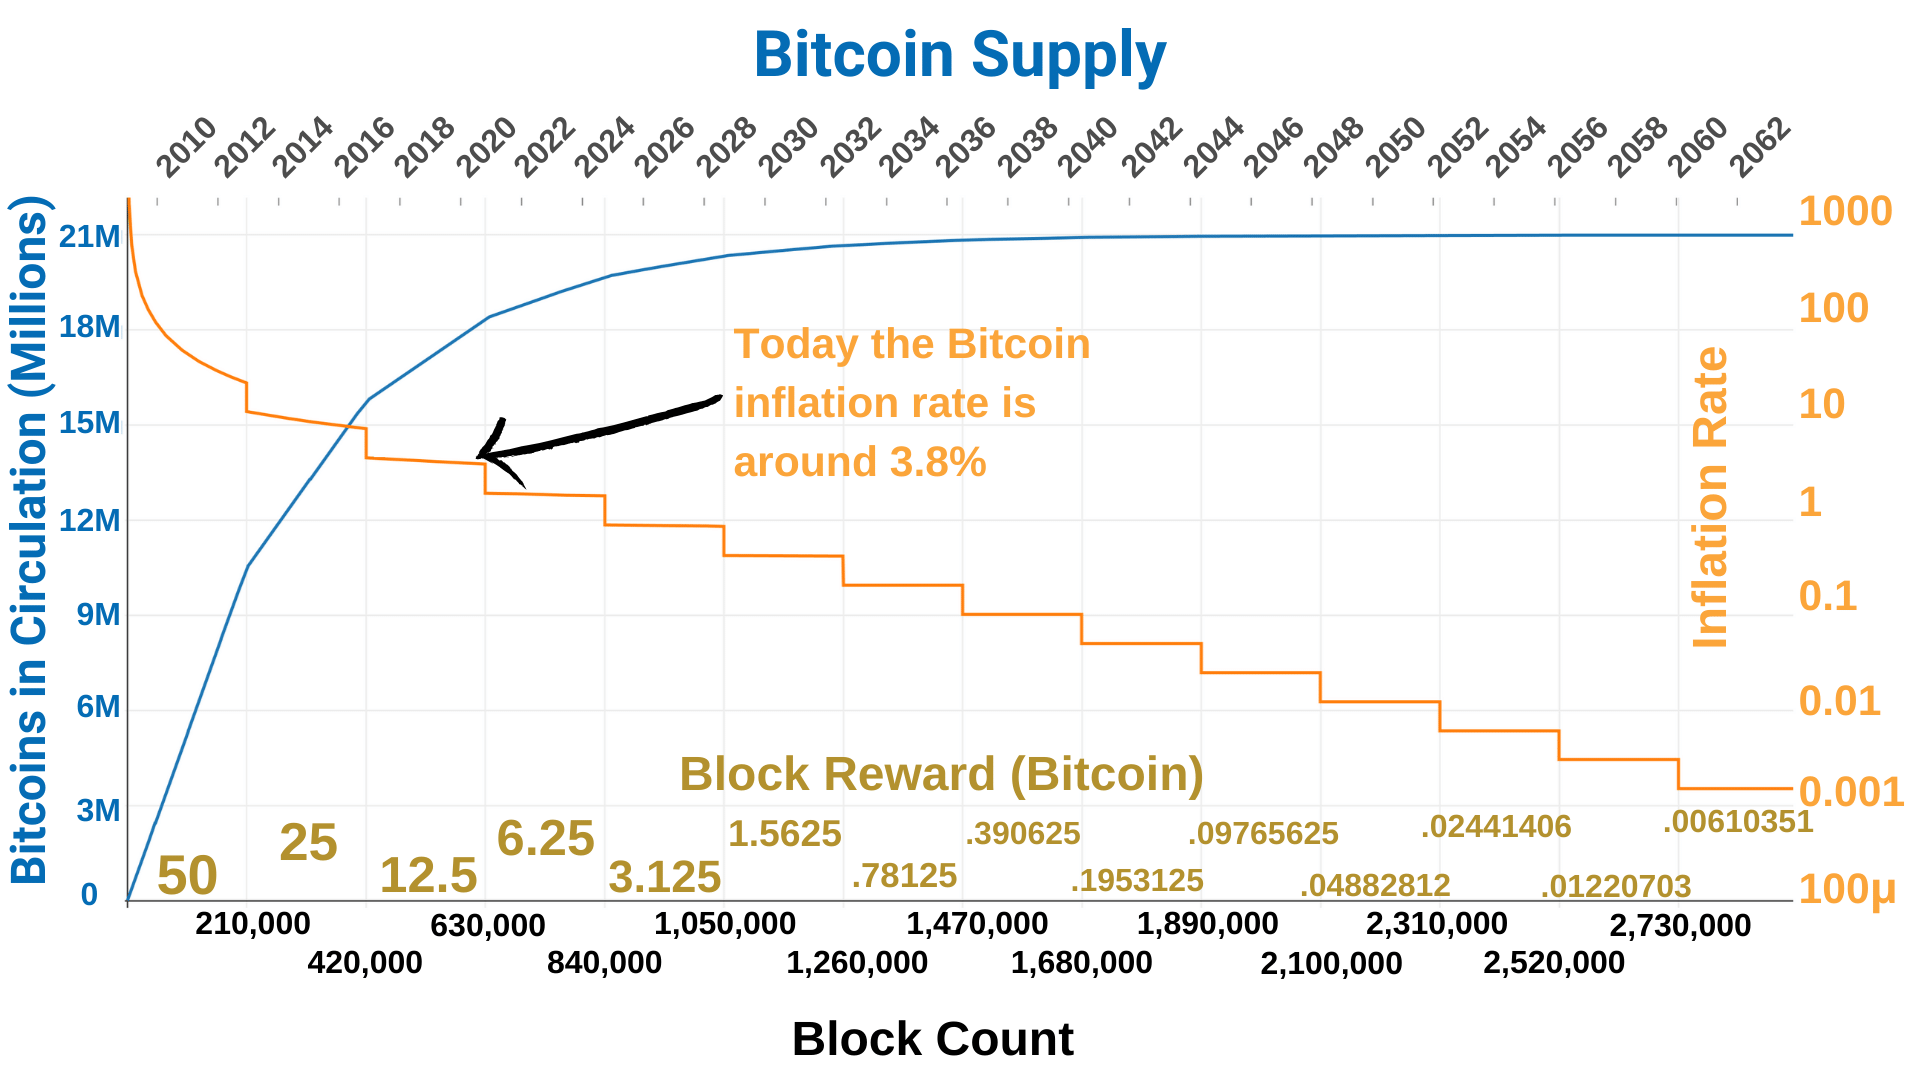 Bitcoin Supply
2010 2012 2014 2016 2018 2020 2022 2024 2026 2028 2030 2032 2034 2036 2038 2040 2042 2044 2046 2048 2050 2052 2054 2056 2058 2060 2062
Bitcoins in Circulation (Millions)
21M
18M
15M
12M
9M
6M
3M
0
Today the Bitcoin
inflation rate is
around 3.8%
Inflation Rate
1000
100
10
1
0.1
0.01
0.001
100µ
Block Reward (Bitcoin)
50 25 12.5 6.25 3.125 1.5625 .78125 .390625 .1953125 .09765625 .04882812 .02441406 .01220703 .00610351
210,000 420,000 630,000 840,000 1,050,000 1,260,000 1,470,000 1,680,000 1,890,000 2,100,000 2,310,000 2,520,000 2,730,000
Block Count